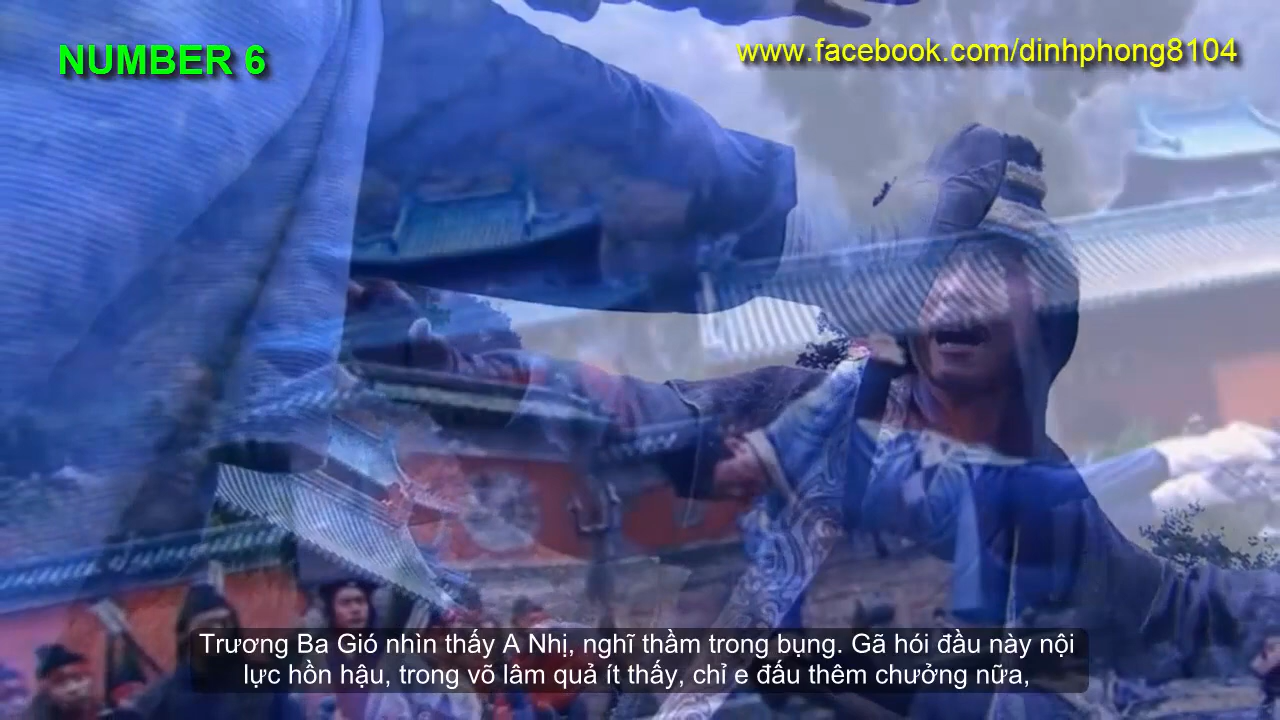 NUMBER 6
www.facebook.com/dinhphong8104
Trương Ba Gió nhìn thấy A Nhị, nghĩ thầm trong bụng. Gã hói đầu này nội
lực hồn hậu, trong võ lâm quả ít thấy, chỉ e đấu thêm chưởng nữa,